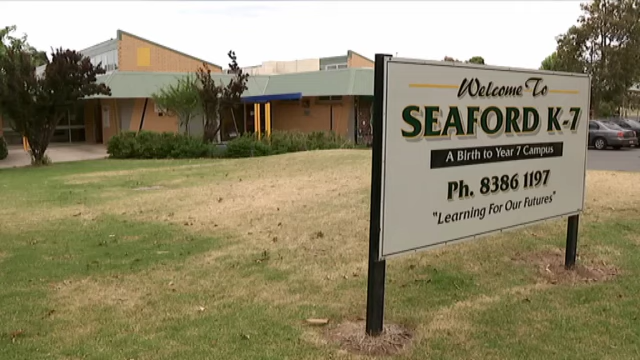 Welcome To
SEAFORD K-7
A Birth to Year 7 Campus
Ph. 8386 1197
"Learning For Our Futures"